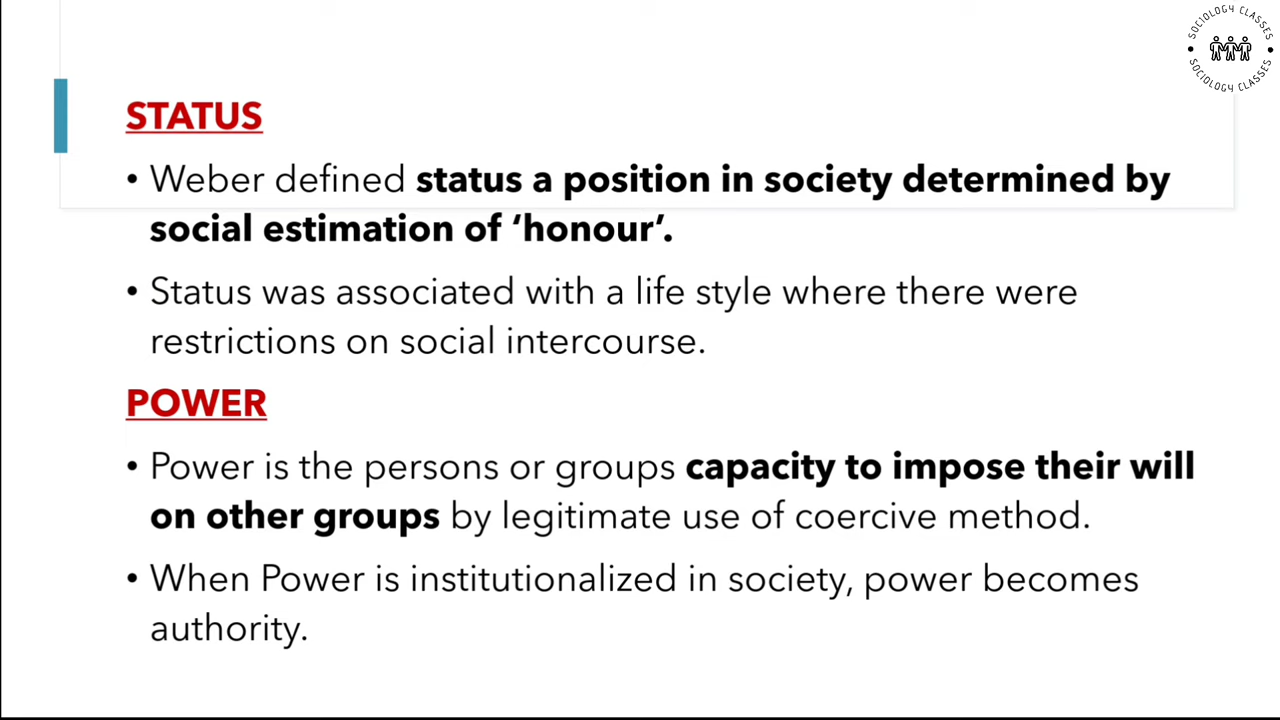 SOCIOLOGY CLASSES
SOCIOLOGY CLASSES
STATUS
• Weber defined status a position in society determined by
social estimation of ‘honour’.
• Status was associated with a life style where there were
restrictions on social intercourse.
POWER
• Power is the persons or groups capacity to impose their will
on other groups by legitimate use of coercive method.
• When Power is institutionalized in society, power becomes
authority.